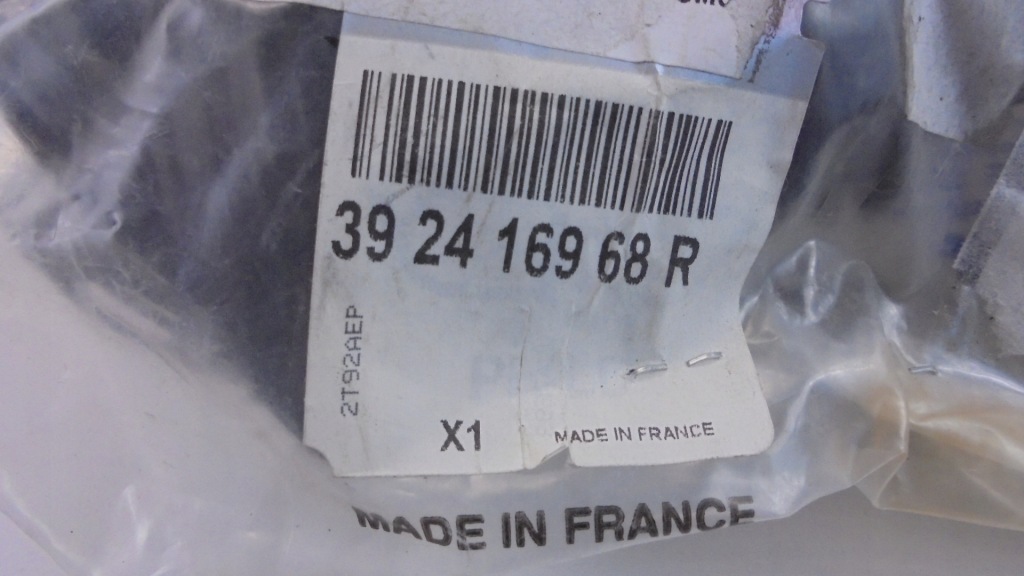 39 24 169 68 R
2T92AEP
X1
MADE IN FRANCE
MADE IN FRANCE